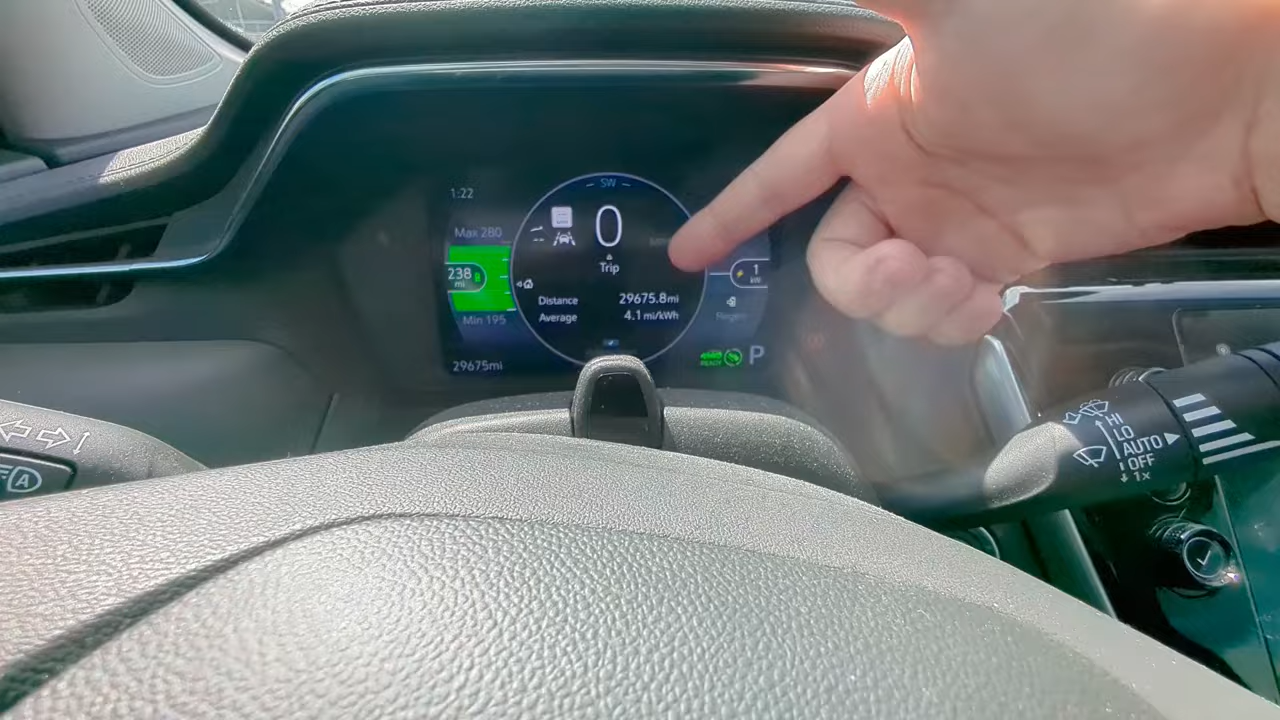 SW
1:22
Max 280
0
238
mi
Trip
1
kW
Distance 29675.8mi
Average 4.1 mi/kWh
Min 195
29675mi
READY
P
HI
LO
AUTO
OFF
1x
A